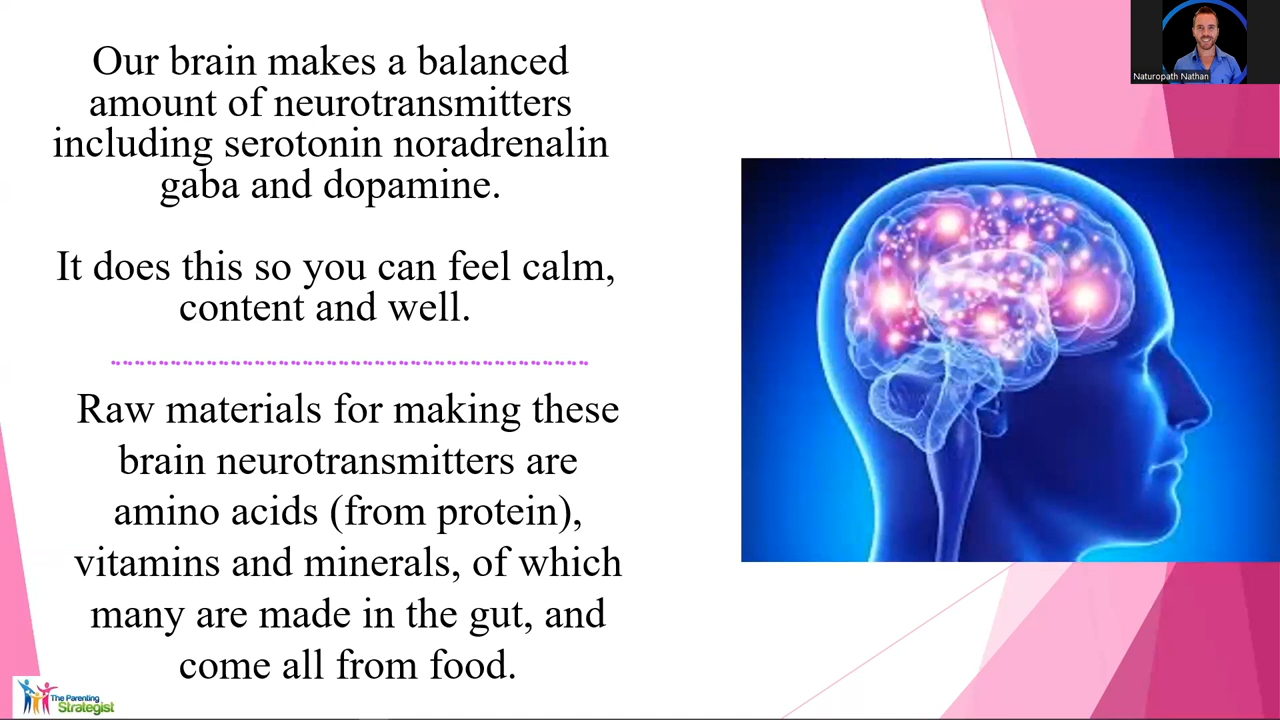 Our brain makes a balanced
amount of neurotransmitters
including serotonin noradrenalin
gaba and dopamine.
It does this so you can feel calm,
content and well.
Raw materials for making these
brain neurotransmitters are
amino acids (from protein),
vitamins and minerals, of which
many are made in the gut, and
come all from food.
Naturopath Nathan
The Parenting
Strategist